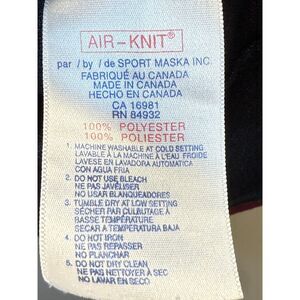 AIR-KNIT®
par / by / de SPORT MASKA INC.
FABRIQUÉ AU CANADA
MADE IN CANADA
HECHO EN CANADA
CA 16981
RN 84932
100% POLYESTER
100% POLIESTER
1. MACHINE WASHABLE AT COLD SETTING
LAVABLE À LA MACHINE À L'EAU FROIDE
LAVESE EN LAVADORA AUTOMATICA
CON AGUA FRIA
2. DO NOT USE BLEACH
NE PAS JAVELISER
NO USAR BLANQUEADORES
3. TUMBLE DRY AT LOW SETTING
SÉCHER PAR CULBUTAGE À
BASSE TEMPÉRATURE
SECAR A TEMPERATURA BAJA
4. DO NOT IRON
NE PAS REPASSER
NO PLANCHAR
5. DO NOT DRY CLEAN
NE PAS NETTOYER À SEC
NO LAVAR EN SECO